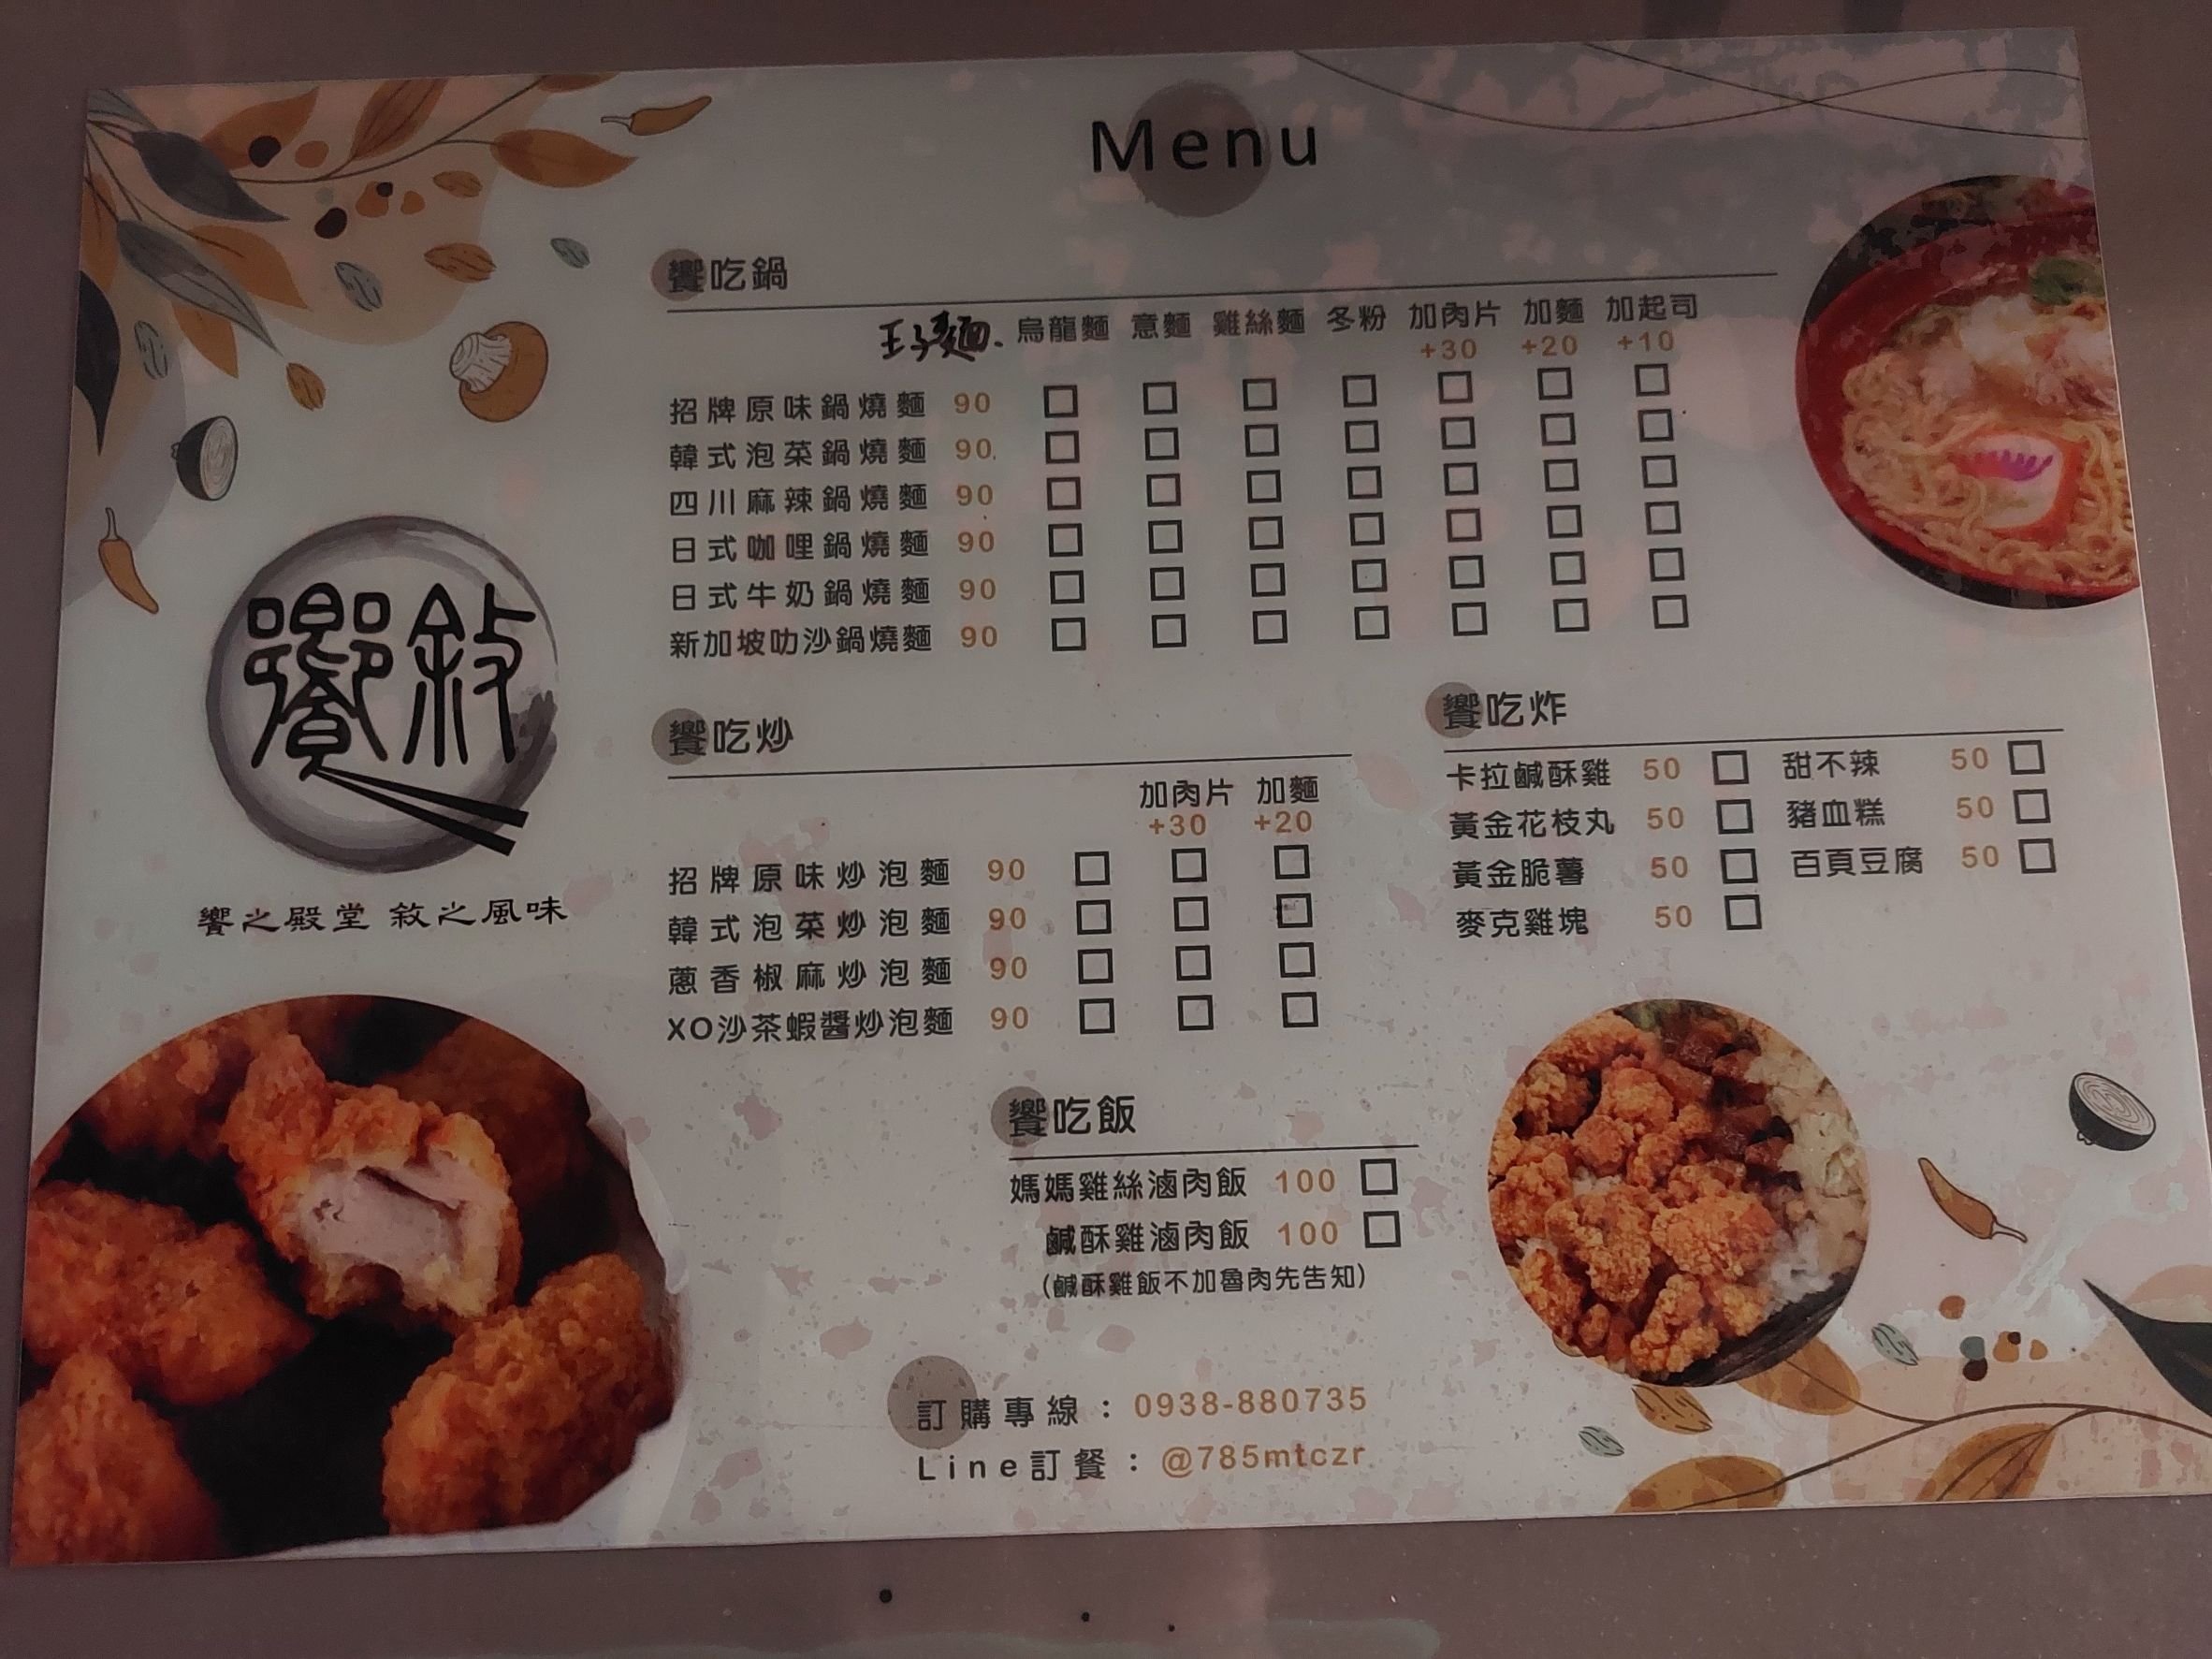 Menu
饗吃鍋
王子麵. 烏龍麵 意麵 雞絲麵 冬粉 加肉片 加麵 加起司
+30 +20 +10
招牌原味鍋燒麵 90
韓式泡菜鍋燒麵 90
四川麻辣鍋燒麵 90
日式咖哩鍋燒麵 90
日式牛奶鍋燒麵 90
新加坡叻沙鍋燒麵 90
饗敘
饗之殿堂 敘之風味
饗吃炒
加肉片 加麵
+30 +20
招牌原味炒泡麵 90
韓式泡菜炒泡麵 90
蔥香椒麻炒泡麵 90
XO沙茶蝦醬炒泡麵 90
饗吃炸
卡拉鹹酥雞 50 甜不辣 50
黃金花枝丸 50 豬血糕 50
黃金脆薯 50 百頁豆腐 50
麥克雞塊 50
饗吃飯
媽媽雞絲滷肉飯 100
鹹酥雞滷肉飯 100
(鹹酥雞飯不加魯肉先告知)
訂購專線：0938-880735
Line訂餐：@785mtczr